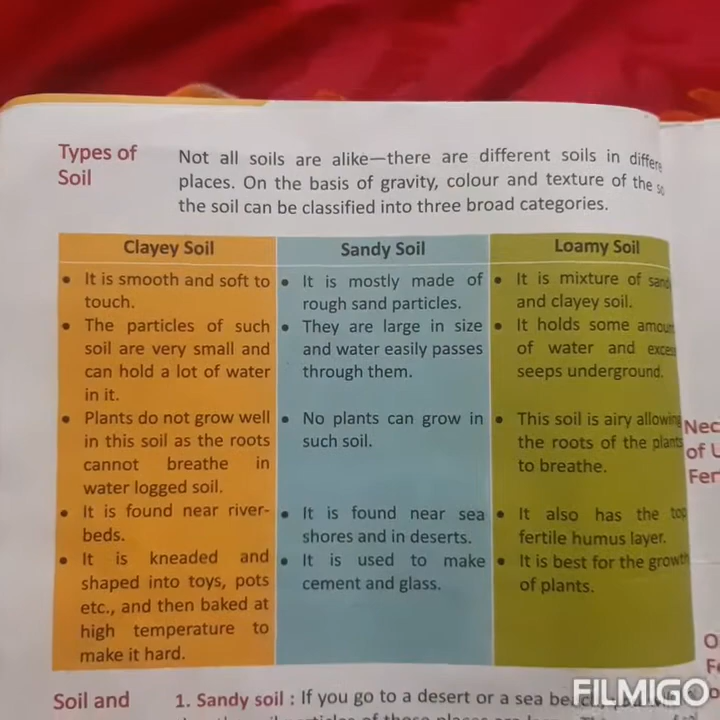 Types of
Soil
Not all soils are alike—there are different soils in
places. On the basis of gravity, colour and texture of the
the soil can be classified into three broad categories.
Clayey Soil
• It is smooth and soft to
touch.
• The particles of such
soil are very small and
can hold a lot of water
in it.
• Plants do not grow well
in this soil as the roots
cannot breathe in
water logged soil.
• It is found near river-
beds.
• It is kneaded and
shaped into toys, pots
etc., and then baked at
high temperature to
make it hard.
Sandy Soil
• It is mostly made of
rough sand particles.
• They are large in size
and water easily passes
through them.
• No plants can grow in
such soil.
• It is found near sea
shores and in deserts.
• It is used to make
cement and glass.
Loamy Soil
• It is mixture of
and clayey soil.
• It holds some
of water and
seeps underground.
• This soil is airy allowing
the roots of the plants
to breathe.
• It also has the top
fertile humus layer.
• It is best for the growth
of plants.
Soil and
1. Sandy soil : If you go to a desert or a sea
of
FILMIGO